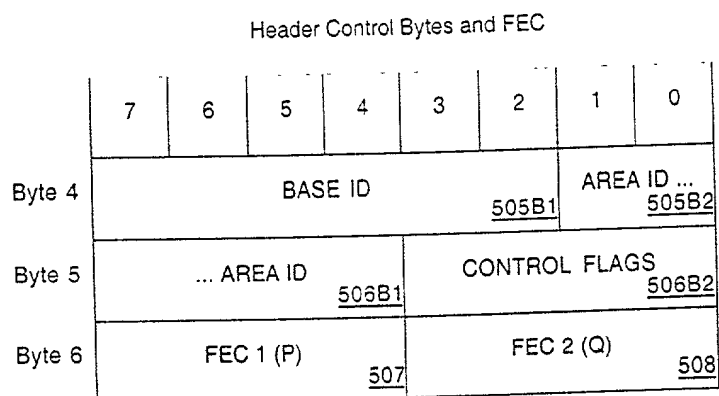 Header Control Bytes and FEC
7 6 5 4 3 2 1 0
Byte 4 BASE ID 505B1 AREA ID ... 505B2
Byte 5 ... AREA ID 506B1 CONTROL FLAGS 506B2
Byte 6 FEC 1 (P) 507 FEC 2 (Q) 508